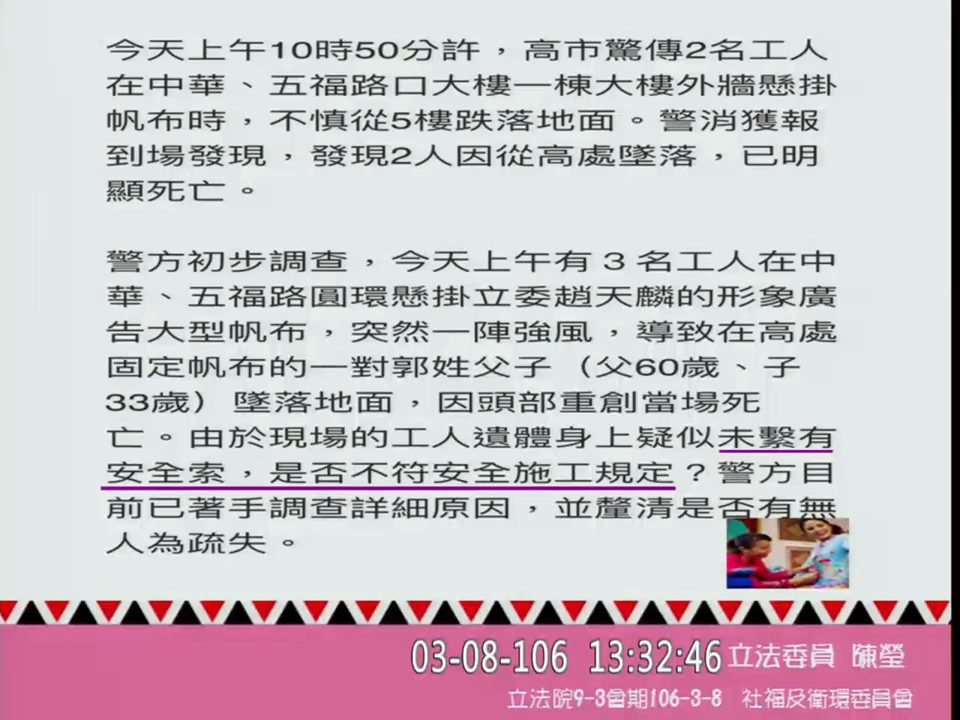 今天上午10時50分許，高市驚傳2名工人
在中華、五福路口大樓一棟大樓外牆懸掛
帆布時，不慎從5樓跌落地面。警消獲報
到場發現，發現2人因從高處墜落，已明
顯死亡。
警方初步調查，今天上午有３名工人在中
華、五福路圓環懸掛立委趙天麟的形象廣
告大型帆布，突然一陣強風，導致在高處
固定帆布的一對郭姓父子（父60歲、子
33歲）墜落地面，因頭部重創當場死
亡。由於現場的工人遺體身上疑似未繫有
安全索，是否不符安全施工規定？警方目
前已著手調查詳細原因，並釐清是否有無
人為疏失。
03-08-106 13:32:46 立法委員 陳瑩
立法院9-3會期106-3-8 社福及衛環委員會